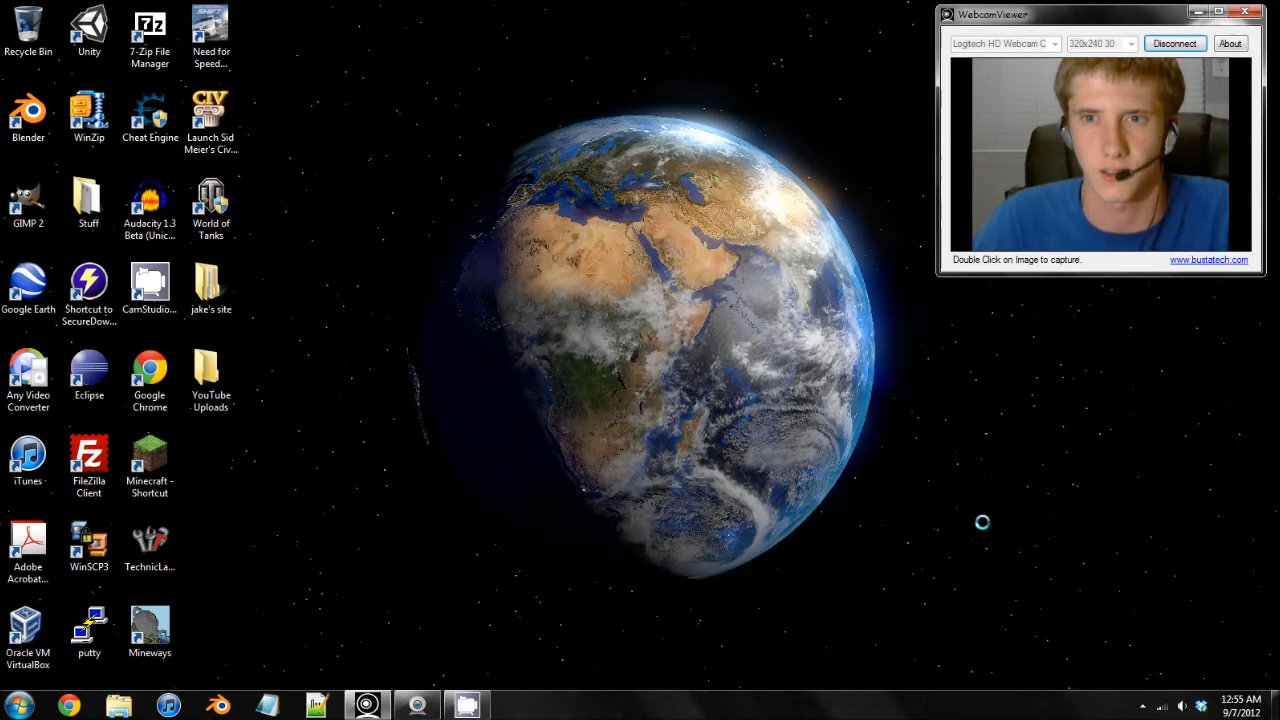 WebcamViewer
Logitech HD Webcam C
320x240 30
Disconnect
About
Double Click on Image to capture.
www.bustatech.com
Recycle Bin
Unity
7z
7-Zip File
Manager
Need for
Speed...
SHIFT
Blender
WinZip
Cheat Engine
CIV
Launch Sid
Meier's Civ...
GIMP 2
Stuff
Audacity 1.3
Beta (Unic...
World of
Tanks
Google Earth
Shortcut to
SecureDow...
CamStudio...
jake's site
Any Video
Converter
Eclipse
Google
Chrome
YouTube
Uploads
iTunes
Fz
FileZilla
Client
Minecraft -
Shortcut
Adobe
Acrobat...
WinSCP3
TechnicLa...
Oracle VM
VirtualBox
putty
Mineways
12:55 AM
9/7/2012